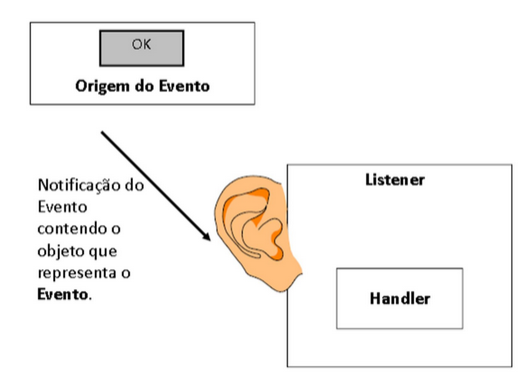 OK
Origem do Evento
Notificação do
Evento
contendo o
objeto que
representa o
Evento.
Listener
Handler